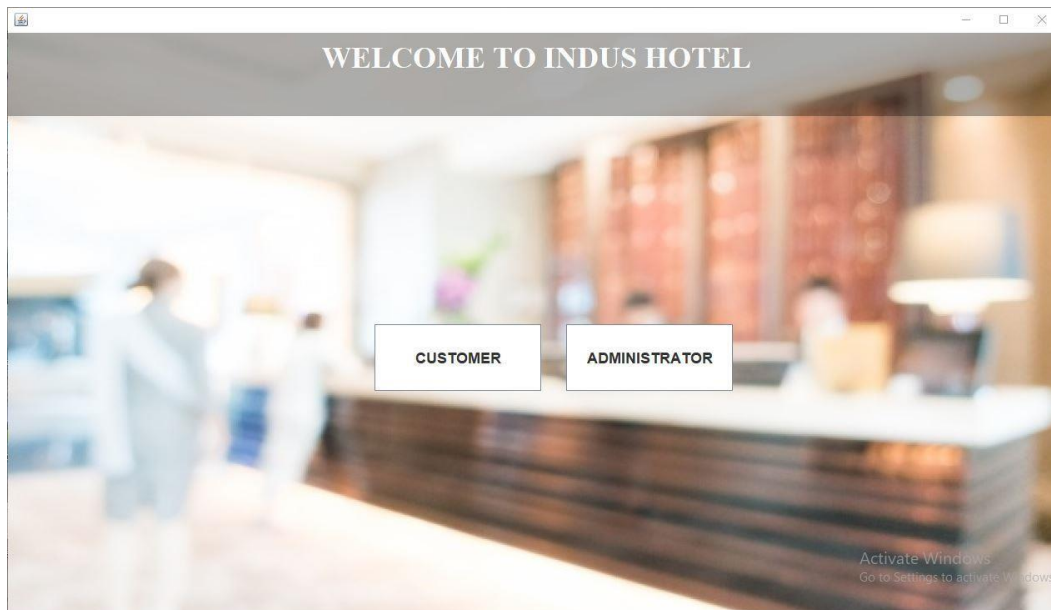 WELCOME TO INDUS HOTEL
CUSTOMER
ADMINISTRATOR
Activate Windows
Go to Settings to activate Windows